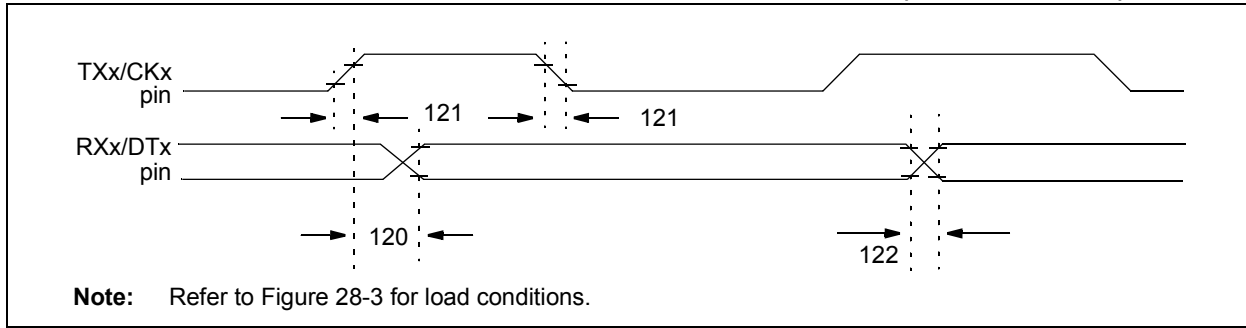 TXx/CKx
pin
121
121
RXx/DTx
pin
120
122
Note: Refer to Figure 28-3 for load conditions.